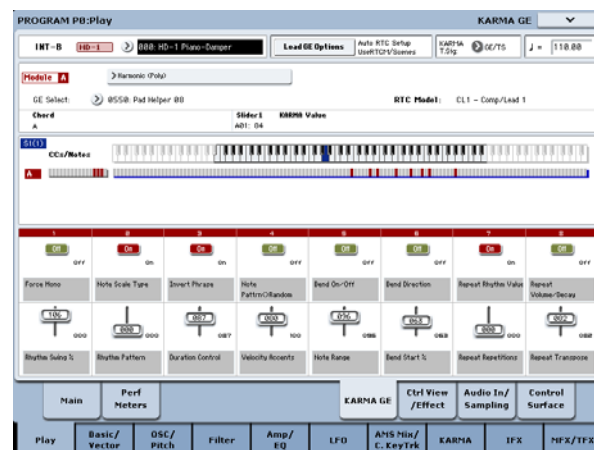 PROGRAM P0:Play KARMA GE
INT-B HD-1 000: HD-1 Piano-Damper Load GE Options Auto RTC Setup UseRTCM/Scenes KARMA T.Sig GE/TS ♩ = 110.00
Module A Harmonic (Poly)
GE Select: 0550: Pad Helper 08 RTC Model: CL1 - Comp/Lead 1
Chord Slider1 KARMA Value
A A01: 04
S1(1)
CCs/Notes
A
1 2 3 4 5 6 7 8
Off On On Off Off Off On Off
Off On On Off Off Off On Off
Force Mono Note Scale Type Invert Phrase Note Pattrn<>Random Bend On-Off Bend Direction Repeat Rhythm Value Repeat Volume/Decay
106 000 087 000 096 063 000 002
000 000 087 100 063 000
Rhythm Swing % Rhythm Pattern Duration Control Velocity Accents Note Range Bend Start % Repeat Repetitions Repeat Transpose
Main Perf Meters KARMA GE Ctrl View /Effect Audio In/ Sampling Control Surface
Play Basic/ Vector OSC/ Pitch Filter Amp/ EQ LFO AMS Mix/ C.KeyTrk KARMA IFX MFX/TFX